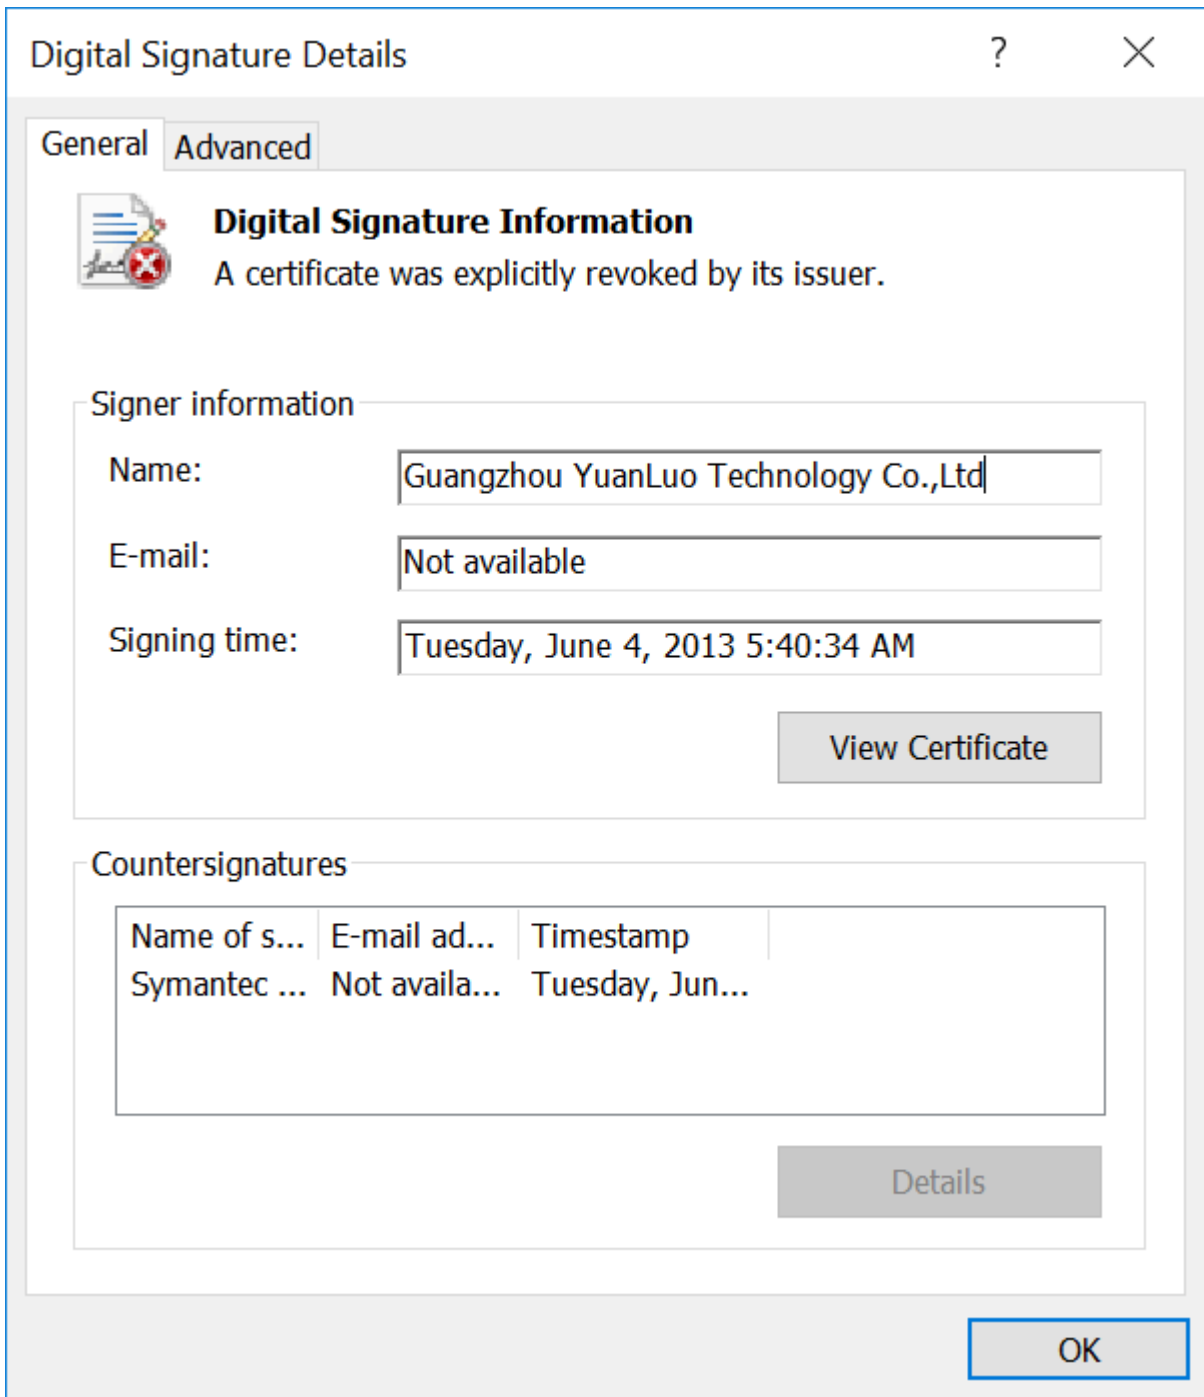 Digital Signature Details
General
Advanced
Digital Signature Information
A certificate was explicitly revoked by its issuer.
Signer information
Name:
Guangzhou YuanLuo Technology Co.,Ltd
E-mail:
Not available
Signing time:
Tuesday, June 4, 2013 5:40:34 AM
View Certificate
Countersignatures
Name of s... E-mail ad... Timestamp
Symantec ... Not availa... Tuesday, Jun...
Details
OK